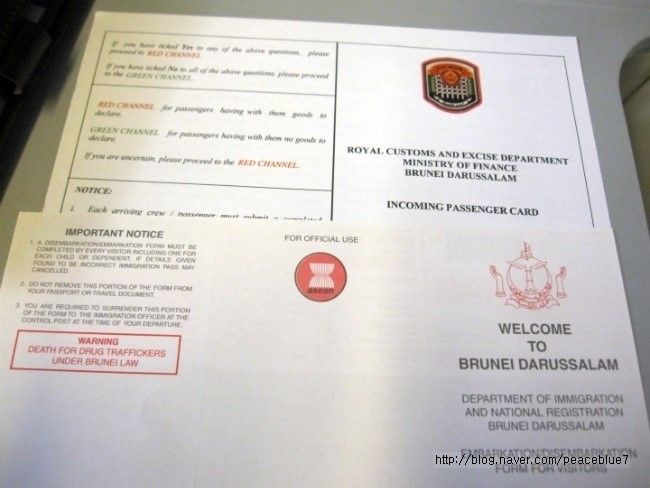 If you have ticked Yes to any of the above questions, please
proceed to RED CHANNEL.
If you have ticked No to all of the above questions, please proceed
to the GREEN CHANNEL.
RED CHANNEL for passengers having with them goods to
declare.
GREEN CHANNEL for passengers having with them no goods to
declare.
If you are uncertain, please proceed to the RED CHANNEL.
NOTICE:
1. Each arriving crew / passenger must submit a completed
ROYAL CUSTOMS AND EXCISE DEPARTMENT
MINISTRY OF FINANCE
BRUNEI DARUSSALAM
INCOMING PASSENGER CARD
IMPORTANT NOTICE
1. A DISEMBARKATION/EMBARKATION FORM MUST BE
COMPLETED BY EVERY VISITOR INCLUDING ONE FOR
EACH CHILD OR DEPENDENT, IF DETAILS GIVEN
FOUND TO BE INCORRECT IMMIGRATION PASS MAY
CANCELLED.
2. DO NOT REMOVE THIS PORTION OF THE FORM FROM
YOUR PASSPORT OR TRAVEL DOCUMENT.
3. YOU ARE REQUIRED TO SURRENDER THIS PORTION
OF THE FORM TO THE IMMIGRATION OFFICER AT THE
CONTROL POST AT THE TIME OF YOUR DEPARTURE.
WARNING
DEATH FOR DRUG TRAFFICKERS
UNDER BRUNEI LAW
FOR OFFICIAL USE
asean
WELCOME
TO
BRUNEI DARUSSALAM
DEPARTMENT OF IMMIGRATION
AND NATIONAL REGISTRATION
BRUNEI DARUSSALAM
EMBARKATION/DISEMBARKATION
FORM FOR VISITORS
http://blog.naver.com/peaceblue7